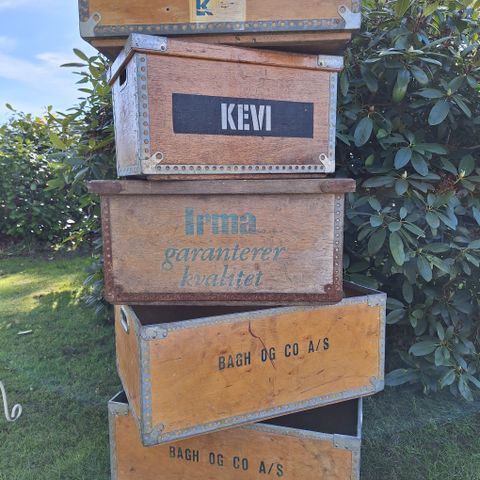 K
KEVI
Irma
garanterer
kvalitet
BAGH OG CO A/S
BAGH OG CO A/S